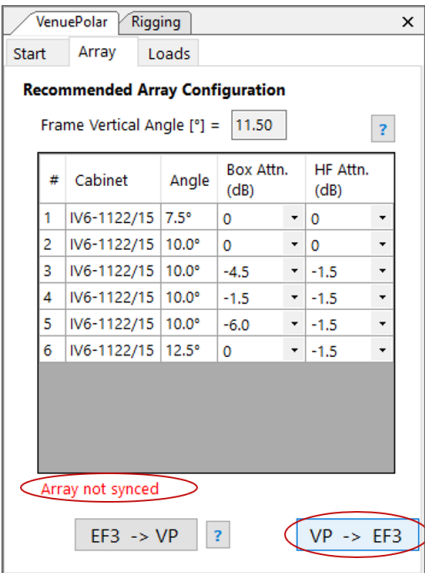 VenuePolar Rigging ×
Start Array Loads
Recommended Array Configuration
Frame Vertical Angle [°] = 11.50 ?
# Cabinet Angle Box Attn. (dB) HF Attn. (dB)
1 IV6-1122/15 7.5° 0 0
2 IV6-1122/15 10.0° 0 0
3 IV6-1122/15 10.0° -4.5 -1.5
4 IV6-1122/15 10.0° -1.5 -1.5
5 IV6-1122/15 10.0° -6.0 -1.5
6 IV6-1122/15 12.5° 0 -1.5
Array not synced
EF3 -> VP ? VP -> EF3